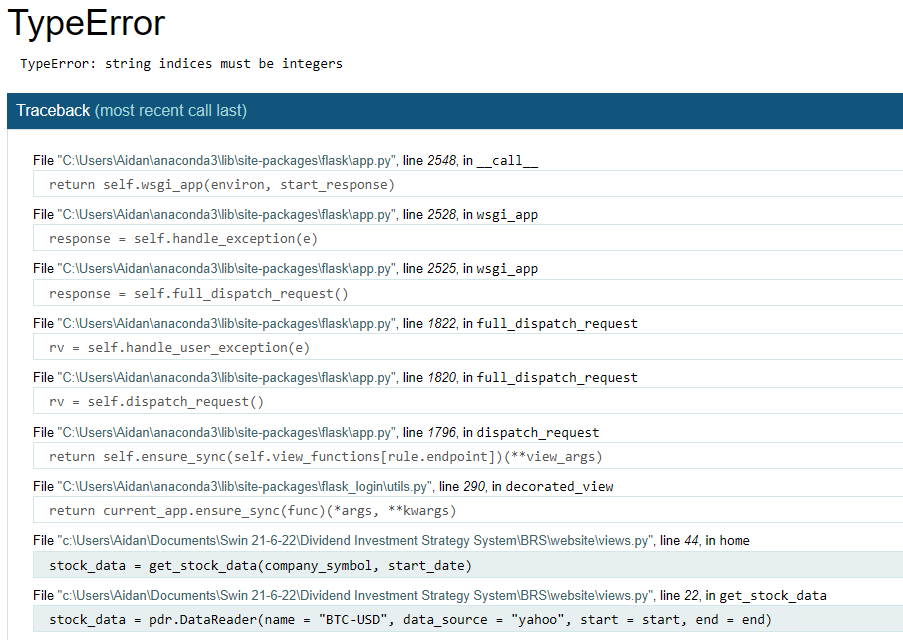 TypeError
TypeError: string indices must be integers
Traceback (most recent call last)
File "C:\Users\Aidan\anaconda3\lib\site-packages\flask\app.py", line 2548, in __call__
return self.wsgi_app(environ, start_response)
File "C:\Users\Aidan\anaconda3\lib\site-packages\flask\app.py", line 2528, in wsgi_app
response = self.handle_exception(e)
File "C:\Users\Aidan\anaconda3\lib\site-packages\flask\app.py", line 2525, in wsgi_app
response = self.full_dispatch_request()
File "C:\Users\Aidan\anaconda3\lib\site-packages\flask\app.py", line 1822, in full_dispatch_request
rv = self.handle_user_exception(e)
File "C:\Users\Aidan\anaconda3\lib\site-packages\flask\app.py", line 1820, in full_dispatch_request
rv = self.dispatch_request()
File "C:\Users\Aidan\anaconda3\lib\site-packages\flask\app.py", line 1796, in dispatch_request
return self.ensure_sync(self.view_functions[rule.endpoint])(**view_args)
File "C:\Users\Aidan\anaconda3\lib\site-packages\flask_login\utils.py", line 290, in decorated_view
return current_app.ensure_sync(func)(*args, **kwargs)
File "c:\Users\Aidan\Documents\Swin 21-6-22\Dividend Investment Strategy System\BRS\website\views.py", line 44, in home
stock_data = get_stock_data(company_symbol, start_date)
File "c:\Users\Aidan\Documents\Swin 21-6-22\Dividend Investment Strategy System\BRS\website\views.py", line 22, in get_stock_data
stock_data = pdr.DataReader(name = "BTC-USD", data_source = "yahoo", start = start, end = end)